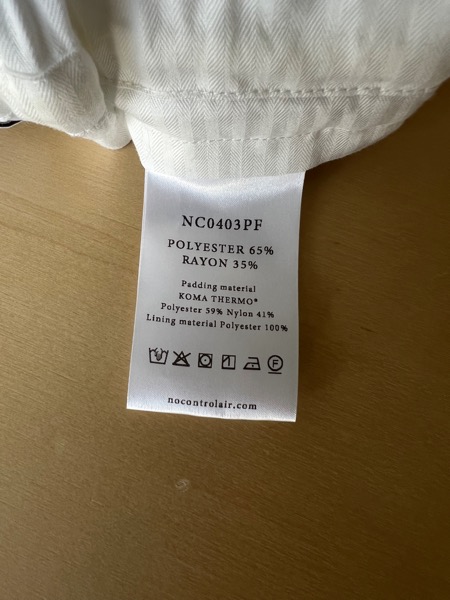 NC0403PF
POLYESTER 65%
RAYON 35%
Padding material
KOMA THERMO®
Polyester 59% Nylon 41%
Lining material Polyester 100%
F
nocontrolair.com